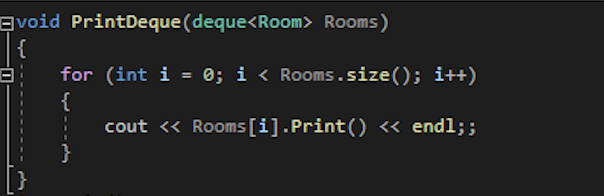 void PrintDeque(deque<Room> Rooms)
{
for (int i = 0; i < Rooms.size(); i++)
{
cout << Rooms[i].Print() << endl;;
}
}